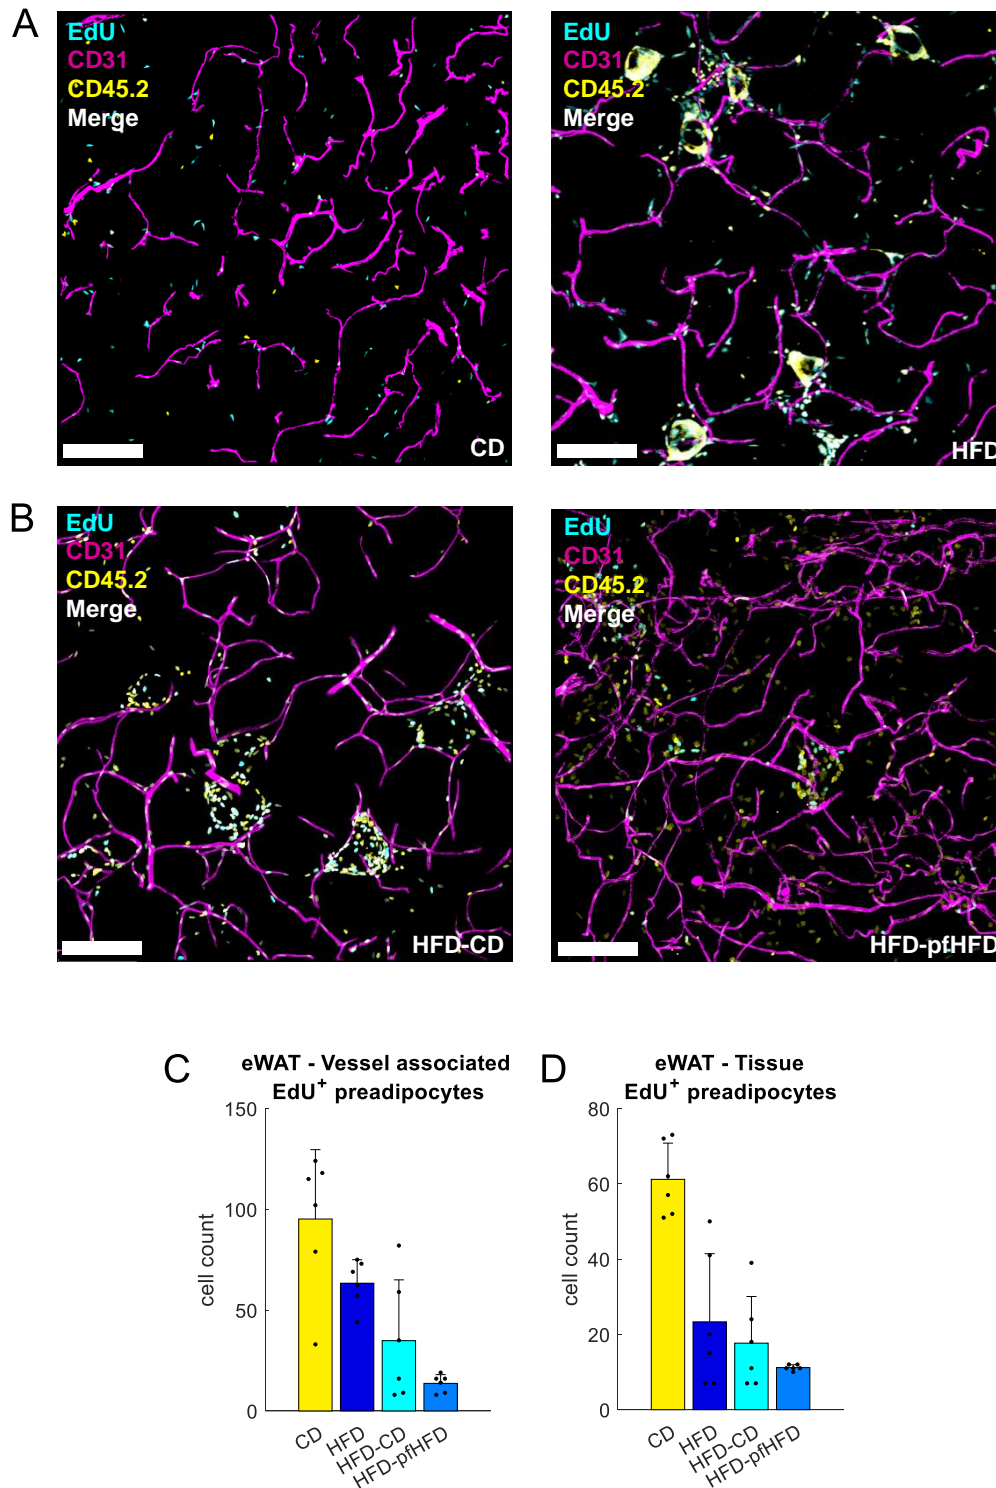 A
EdU
CD31
CD45.2
Merge
CD
EdU
CD31
CD45.2
Merge
HFD
B
EdU
CD31
CD45.2
Merge
HFD-CD
EdU
CD31
CD45.2
Merge
HFD-pfHFD
C
eWAT - Vessel associated
EdU+ preadipocytes
150
100
50
0
cell count
CD
HFD
HFD-CD
HFD-pfHFD
D
eWAT - Tissue
EdU+ preadipocytes
80
60
40
20
0
cell count
CD
HFD
HFD-CD
HFD-pfHFD